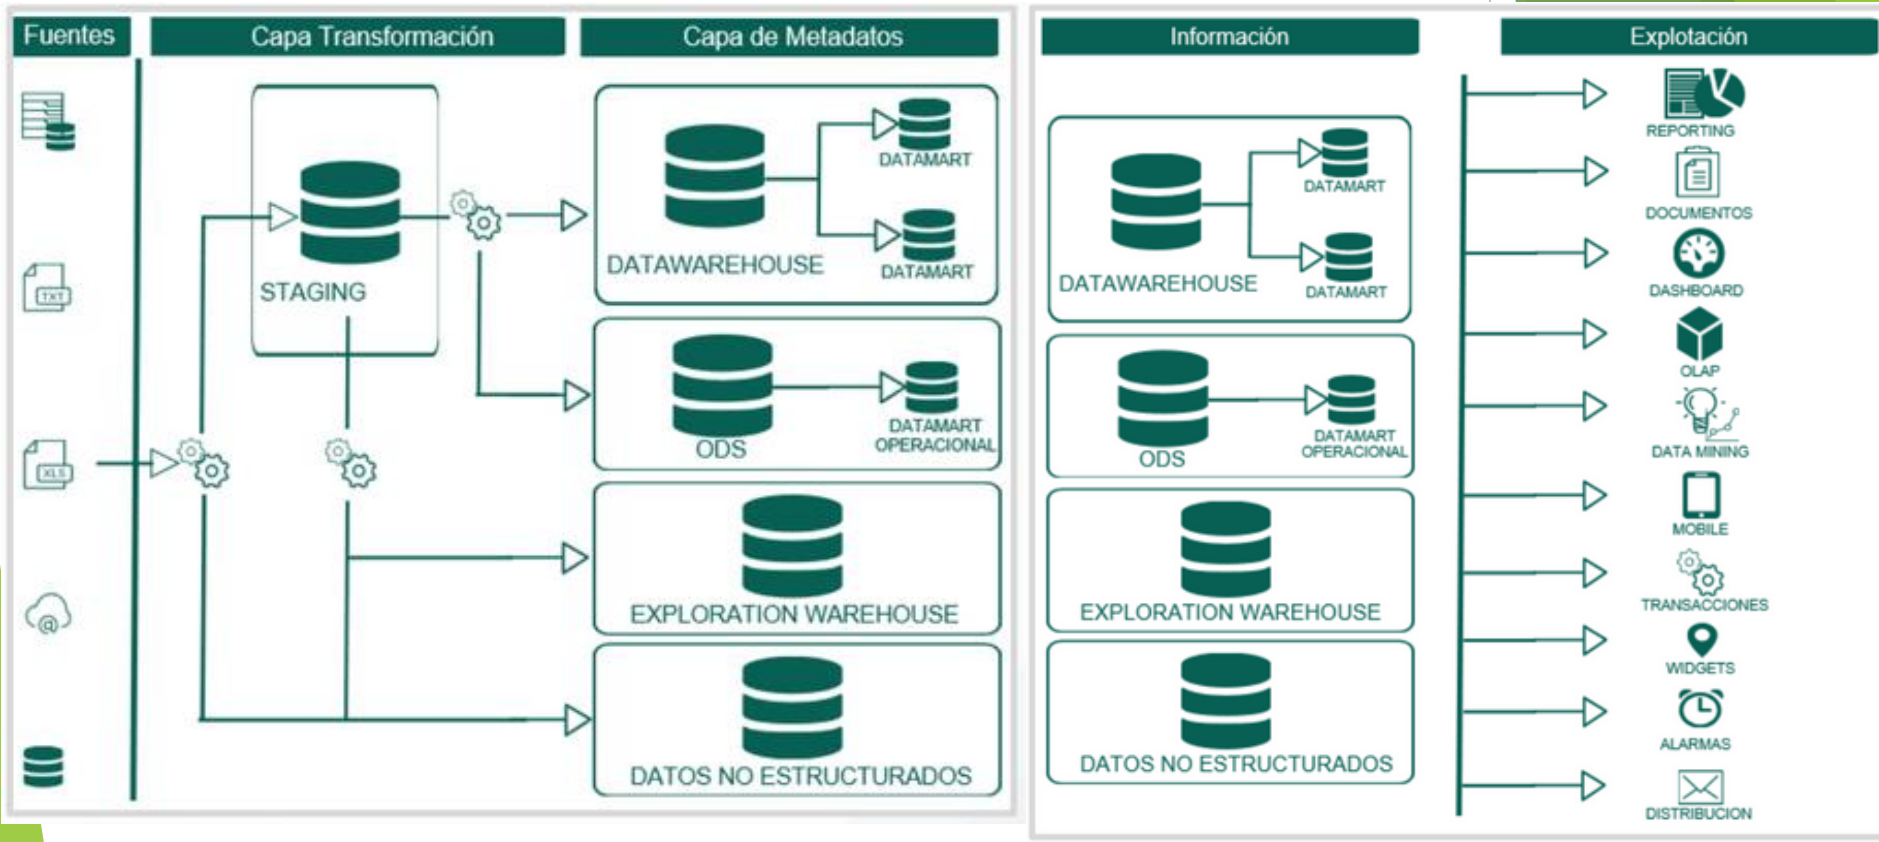 Fuentes
Capa Transformación
Capa de Metadatos
TXT
XLS
@
STAGING
DATAWAREHOUSE
DATAMART
DATAMART
ODS
DATAMART
OPERACIONAL
EXPLORATION WAREHOUSE
DATOS NO ESTRUCTURADOS
Información
Explotación
DATAWAREHOUSE
DATAMART
DATAMART
ODS
DATAMART
OPERACIONAL
EXPLORATION WAREHOUSE
DATOS NO ESTRUCTURADOS
REPORTING
DOCUMENTOS
DASHBOARD
OLAP
DATA MINING
MOBILE
TRANSACCIONES
WIDGETS
ALARMAS
DISTRIBUCION